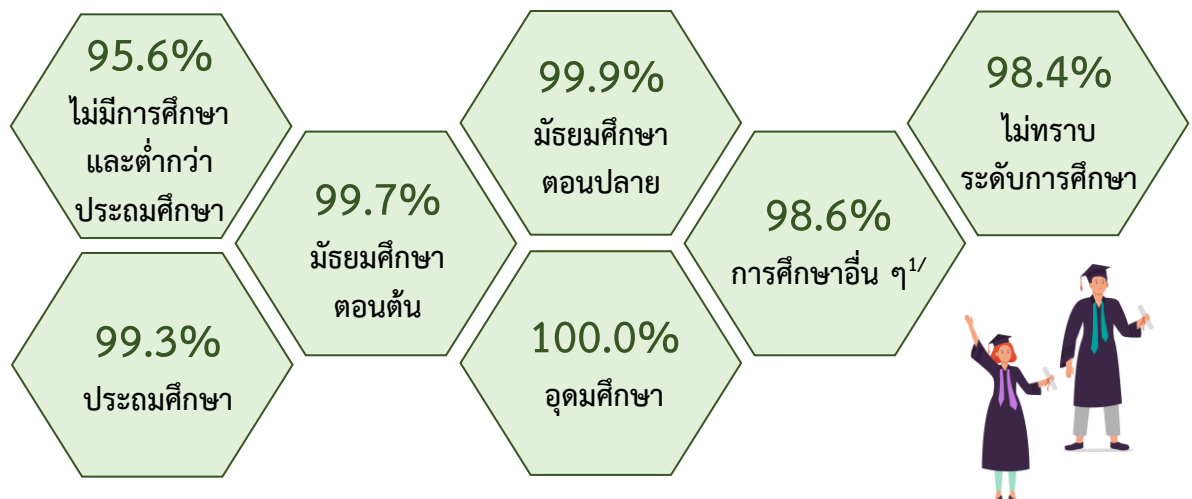 95.6%
ไม่มีการศึกษา
และต่ำกว่า
ประถมศึกษา
99.3%
ประถมศึกษา
99.7%
มัธยมศึกษา
ตอนต้น
99.9%
มัธยมศึกษา
ตอนปลาย
100.0%
อุดมศึกษา
98.6%
การศึกษาอื่น ๆ1/
98.4%
ไม่ทราบ
ระดับการศึกษา